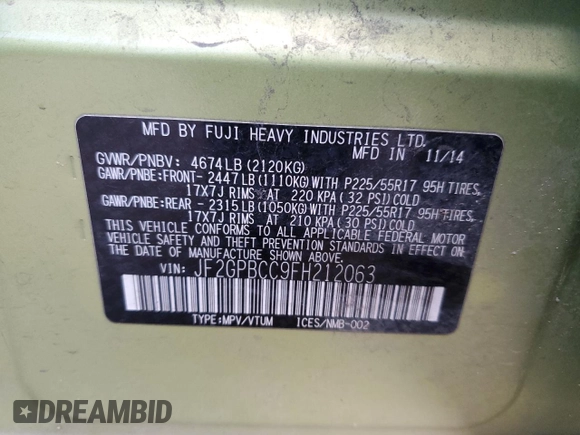 MFD BY FUJI HEAVY INDUSTRIES LTD.
MFD IN 11/14
GVWR/PNBV: 4674LB(2120KG)
GAWR/PNBE:FRONT- 2447LB(1110KG)WITH P225/55R17 95H TIRES,
17X7J RIMS AT 220 KPA(32 PSI)COLD
GAWR/PNBE:REAR - 2315LB(1050KG)WITH P225/55R17 95H TIRES,
17X7J RIMS AT 210 KPA(30 PSI)COLD
THIS VEHICLE CONFORMS TO ALL APPLICABLE FEDERAL MOTOR
VEHICLE SAFETY AND BUMPER STANDARDS IN EFFECT ON
THE DATE OF MANUFACTURE SHOWN ABOVE.
VIN: JF2GPBCC9FH212063
TYPE:MPV/VTUM ICES/NMB-002
DREAMBID